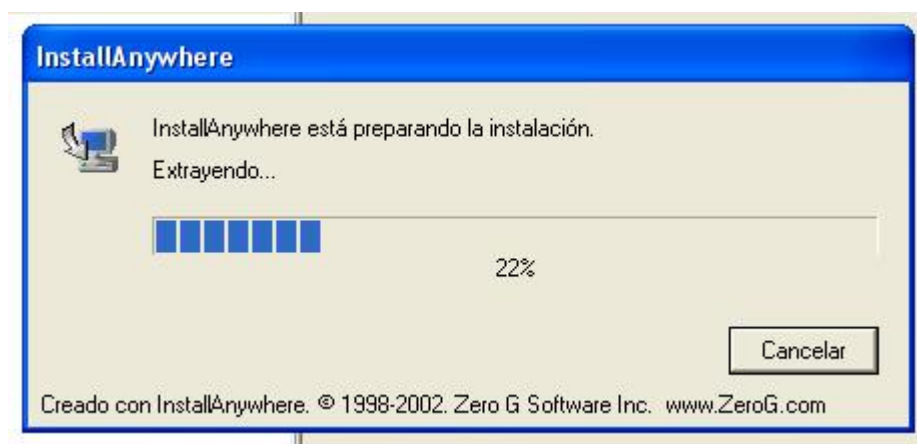 InstallAnywhere
InstallAnywhere está preparando la instalación.
Extrayendo...
22%
Cancelar
Creado con InstallAnywhere. © 1998-2002. Zero G Software Inc. www.ZeroG.com